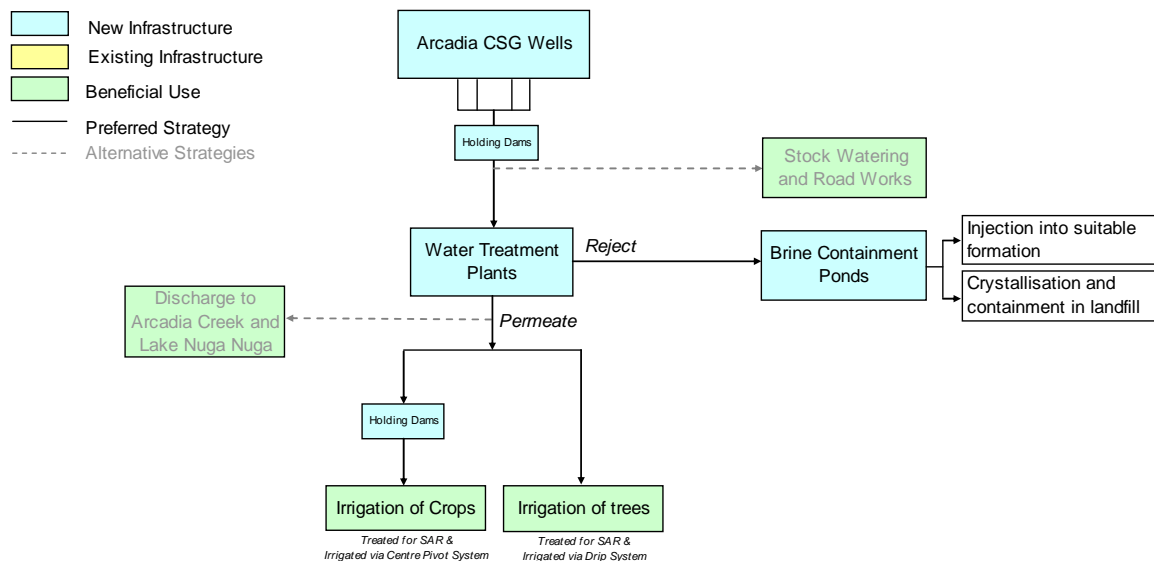 New Infrastructure
Existing Infrastructure
Beneficial Use
Preferred Strategy
Alternative Strategies
Arcadia CSG Wells
Holding Dams
Stock Watering
and Road Works
Water Treatment
Plants
Reject
Brine Containment
Ponds
Injection into suitable
formation
Crystallisation and
containment in landfill
Discharge to
Arcadia Creek and
Lake Nuga Nuga
Permeate
Holding Dams
Irrigation of Crops
Treated for SAR &
Irrigated via Centre Pivot System
Irrigation of trees
Treated for SAR &
Irrigated via Drip System